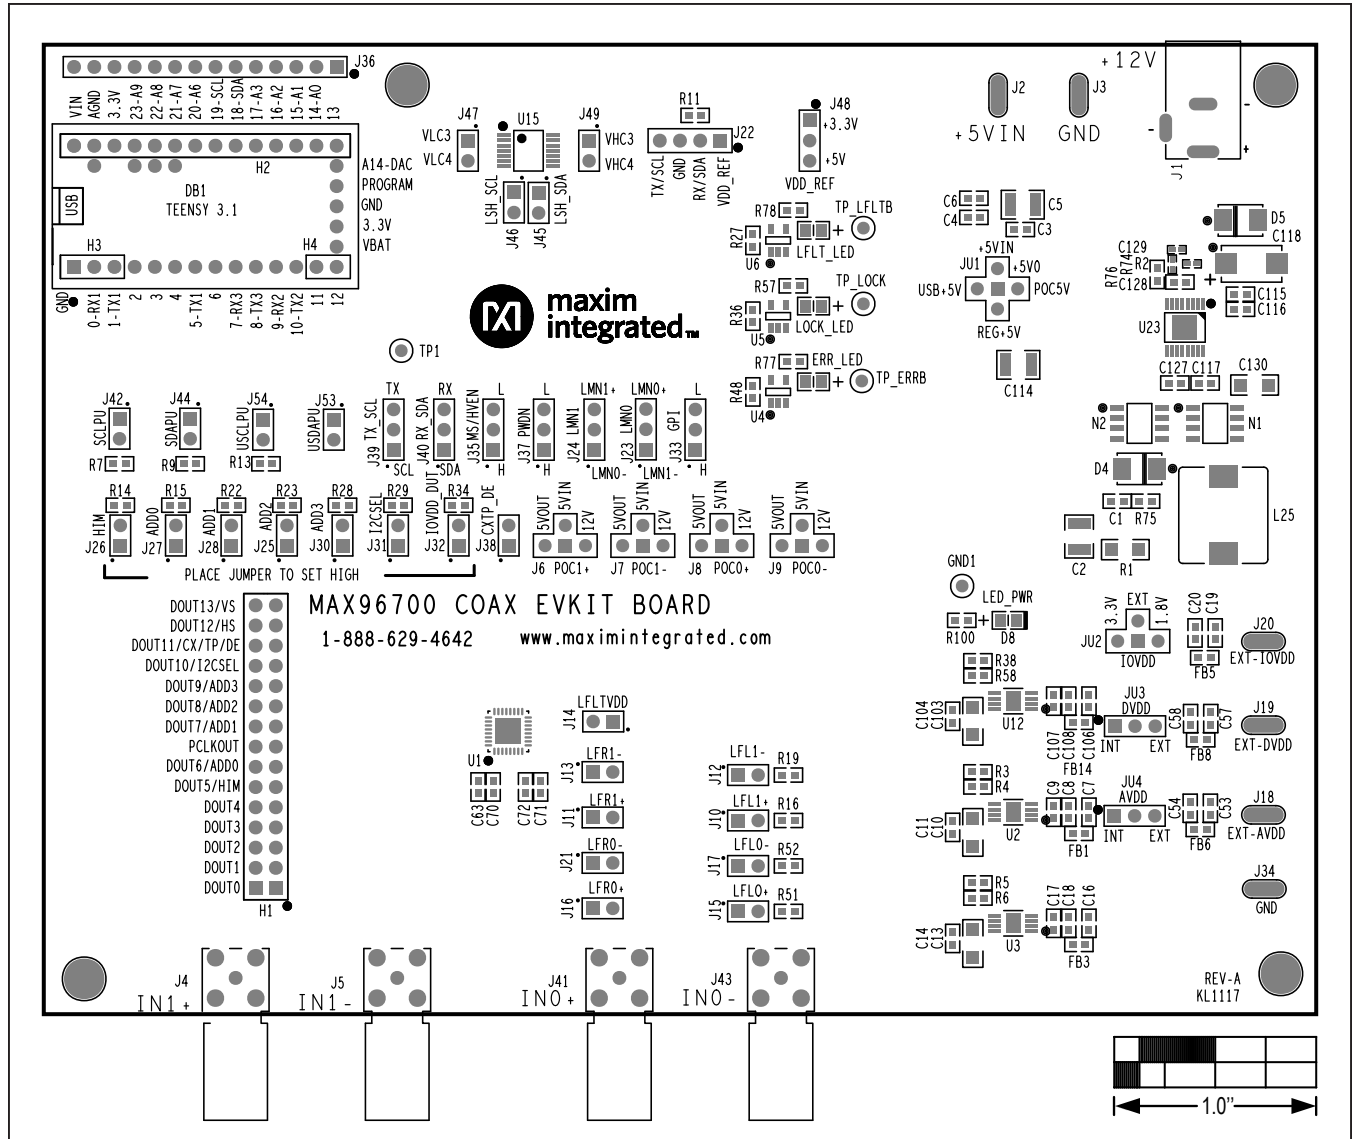 J36
VIN
AGND
3.3V
23-A9
22-A8
21-A7
20-A6
19-SCL
18-SDA
17-A3
16-A2
15-A1
14-A0
13
H2
A14-DAC
PROGRAM
GND
3.3V
VBAT
USB
DB1
TEENSY 3.1
H3
H4
GND
0-RX1
1-TX1
2
3
4
5-TX1
6
7-RX3
8-TX3
9-RX2
10-TX2
11
12
J47
U15
J49
VLC3
VLC4
VHC3
VHC4
LSH_SCL
LSH_SDA
J46
J45
R11
J22
TX/SCL
GND
RX/SDA
VDD_REF
J48
+3.3V
+5V
VDD_REF
J2
+5VIN
J3
GND
+12V
-
-
+
J1
R78
TP_LFLTB
R27
+
U6
LFLT_LED
R57
TP_LOCK
R36
+
U5
LOCK_LED
R77
ERR_LED
R48
+
TP_ERRB
U4
C6
C4
C5
C3
+5VIN
JU1
+5VO
USB+5V
POC5V
REG+5V
C114
D5
C118
C129
R74
R2
R76
C128
+
C115
C116
U23
C127
C117
C130
N2
N1
D4
C1
R75
L25
C2
R1
maxim
integrated™
TP1
J42
SCLPU
R7
J44
SDAPU
R9
J54
USCLPU
R13
J53
USDAPU
TX
J39 TX_SCL
SCL
RX
J40 RX_SDA
SDA
L
J35 MS/HVEN
H
L
J37 PWDN
H
LMN1+
J24 LMN1
LMN0-
LMN0+
J23 LMN0
LMN1-
L
J33 GPI
H
R14
HIM
J26
R15
ADD0
J27
R22
ADD1
J28
R23
ADD2
J25
R28
ADD3
J30
R29
I2CSEL
J31
R34
IOVDD_DUT
J32
CXTP_DE
J38
5VOUT
5VIN
12V
J6 POC1+
5VOUT
5VIN
12V
J7 POC1-
5VOUT
5VIN
12V
J8 POC0+
5VOUT
5VIN
12V
J9 POC0-
PLACE JUMPER TO SET HIGH
MAX96700 COAX EVKIT BOARD
1-888-629-4642
www.maximintegrated.com
DOUT13/VS
DOUT12/HS
DOUT11/CX/TP/DE
DOUT10/I2CSEL
DOUT9/ADD3
DOUT8/ADD2
DOUT7/ADD1
PCLKOUT
DOUT6/ADD0
DOUT5/HIM
DOUT4
DOUT3
DOUT2
DOUT1
DOUT0
H1
U1
C63
C70
C72
C71
LFLTVDD
J14
LFR1-
J13
LFR1+
J11
LFR0-
J21
LFR0+
J16
LFL1-
J12
R19
LFL1+
J10
R16
LFL0-
J17
R52
LFL0+
J15
R51
GND1
LED_PWR
+
R100
D8
R38
R58
C104
C103
U12
C107
C108
C106
FB14
R3
R4
C11
C10
U2
C9
C8
C7
FB1
R5
R6
C14
C13
U3
C17
C18
C16
FB3
3.3V
EXT
1.8V
JU2
IOVDD
C20
C19
FB5
J20
EXT-IOVDD
JU3
DVDD
INT
EXT
C58
C57
FB8
J19
EXT-DVDD
JU4
AVDD
INT
EXT
C54
C53
FB6
J18
EXT-AVDD
J34
GND
REV-A
KL1117
J4
IN1+
J5
IN1-
J41
IN0+
J43
IN0-
1.0"